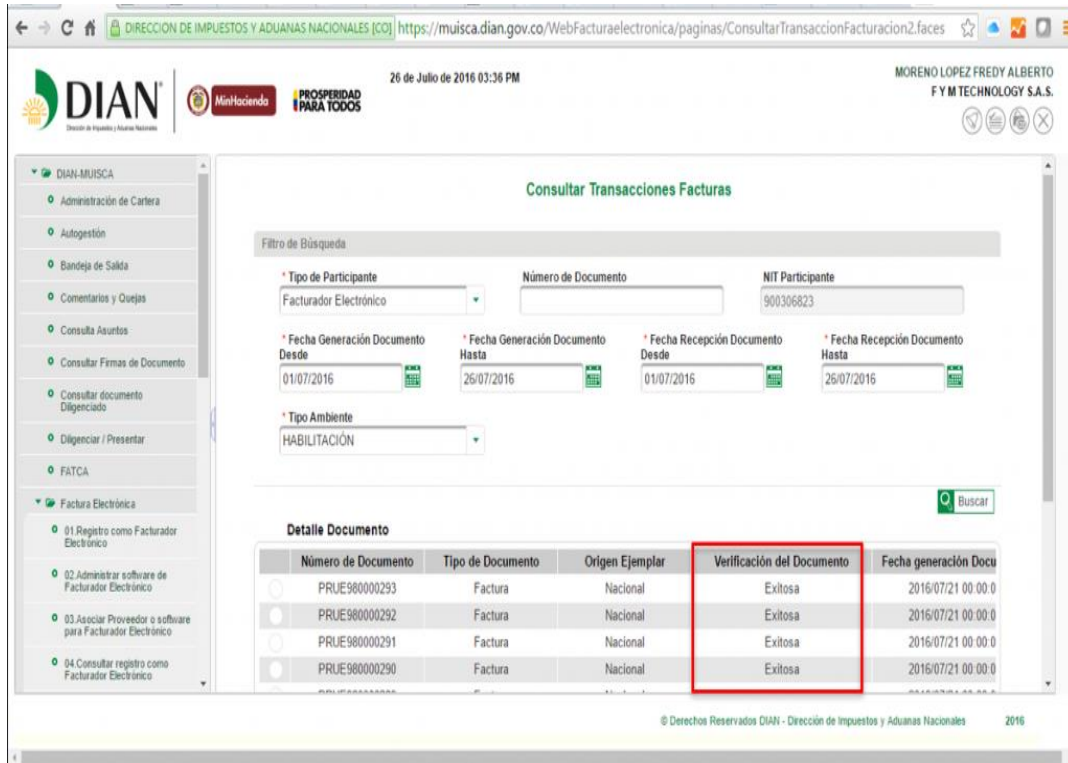 DIRECCION DE IMPUESTOS Y ADUANAS NACIONALES [CO] https://muisca.dian.gov.co/WebFacturaelectronica/paginas/ConsultarTransaccionFacturacion2.faces
DIAN
Dirección de Impuestos y Aduanas Nacionales
MinHacienda
PROSPERIDAD
PARA TODOS
26 de Julio de 2016 03:36 PM
MORENO LOPEZ FREDY ALBERTO
F Y M TECHNOLOGY S.A.S.
DIAN-MUISCA
Administración de Cartera
Autogestión
Bandeja de Salida
Comentarios y Quejas
Consulta Asuntos
Consultar Firmas de Documento
Consultar documento
Diligenciado
Diligenciar / Presentar
FATCA
Factura Electrónica
01.Registro como Facturador
Electrónico
02.Administrar software de
Facturador Electrónico
03.Asociar Proveedor o software
para Facturador Electrónico
04.Consultar registro como
Facturador Electrónico
Consultar Transacciones Facturas
Filtro de Búsqueda
* Tipo de Participante Número de Documento NIT Participante
Facturador Electrónico 900306823
* Fecha Generación Documento * Fecha Generación Documento * Fecha Recepción Documento * Fecha Recepción Documento
Desde Hasta Desde Hasta
01/07/2016 26/07/2016 01/07/2016 26/07/2016
* Tipo Ambiente
HABILITACIÓN
Buscar
Detalle Documento
Número de Documento Tipo de Documento Origen Ejemplar Verificación del Documento Fecha generación Docu
PRUE980000293 Factura Nacional Exitosa 2016/07/21 00:00:0
PRUE980000292 Factura Nacional Exitosa 2016/07/21 00:00:0
PRUE980000291 Factura Nacional Exitosa 2016/07/21 00:00:0
PRUE980000290 Factura Nacional Exitosa 2016/07/21 00:00:0
© Derechos Reservados DIAN - Dirección de Impuestos y Aduanas Nacionales 2016